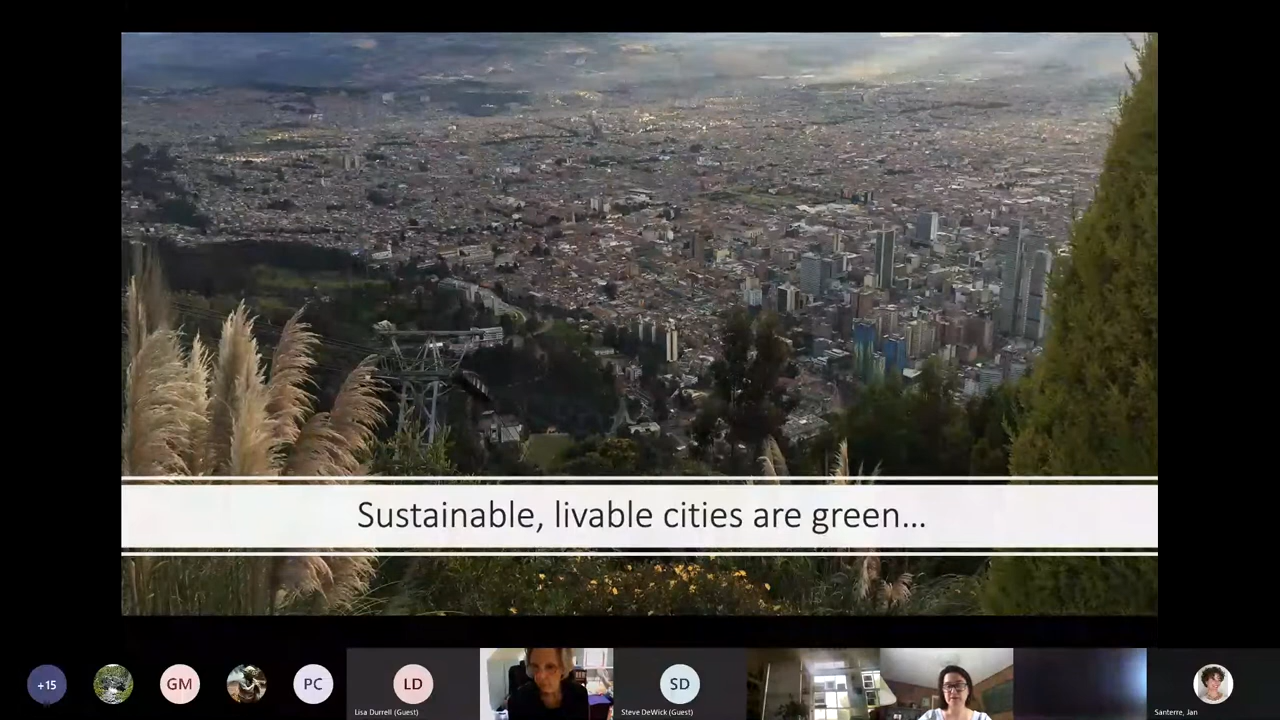 Sustainable, livable cities are green...
+15
GM
PC
LD
Lisa Durrell (Guest)
SD
Steve DeWick (Guest)
Santerre, Jan